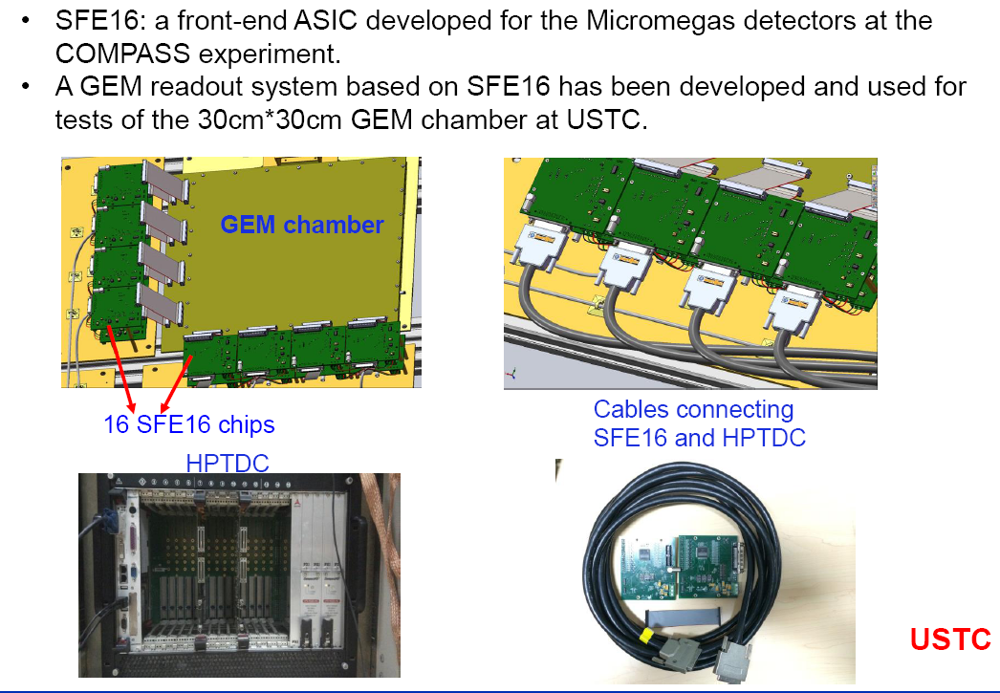 • SFE16: a front-end ASIC developed for the Micromegas detectors at the
COMPASS experiment.
• A GEM readout system based on SFE16 has been developed and used for
tests of the 30cm*30cm GEM chamber at USTC.
GEM chamber
16 SFE16 chips
Cables connecting
SFE16 and HPTDC
HPTDC
USTC